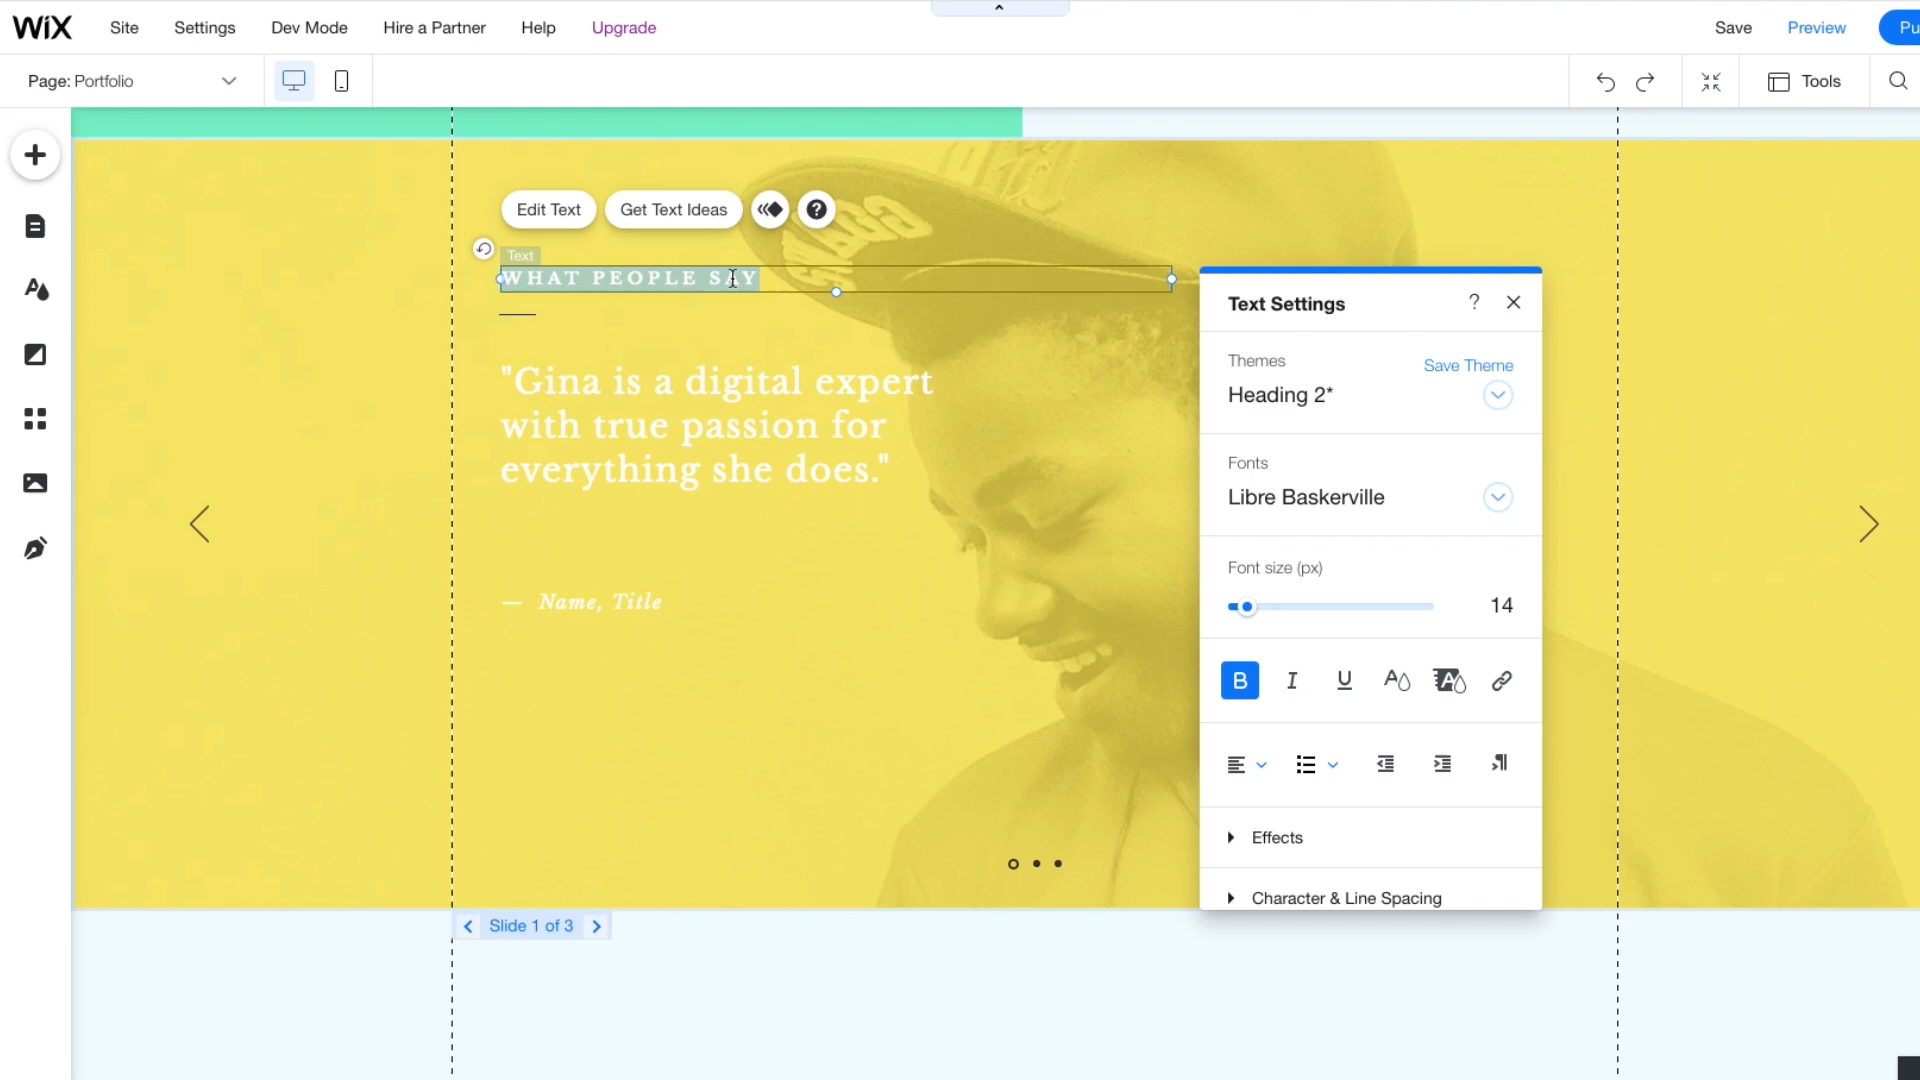 WiX Site Settings Dev Mode Hire a Partner Help Upgrade Save Preview Pu
Page: Portfolio Tools
Edit Text Get Text Ideas ?
Text
WHAT PEOPLE SAY
"Gina is a digital expert
with true passion for
everything she does."
— Name, Title
Text Settings ?
Themes Save Theme
Heading 2*
Fonts
Libre Baskerville
Font size (px)
14
B I U A A
Effects
Character & Line Spacing
Slide 1 of 3